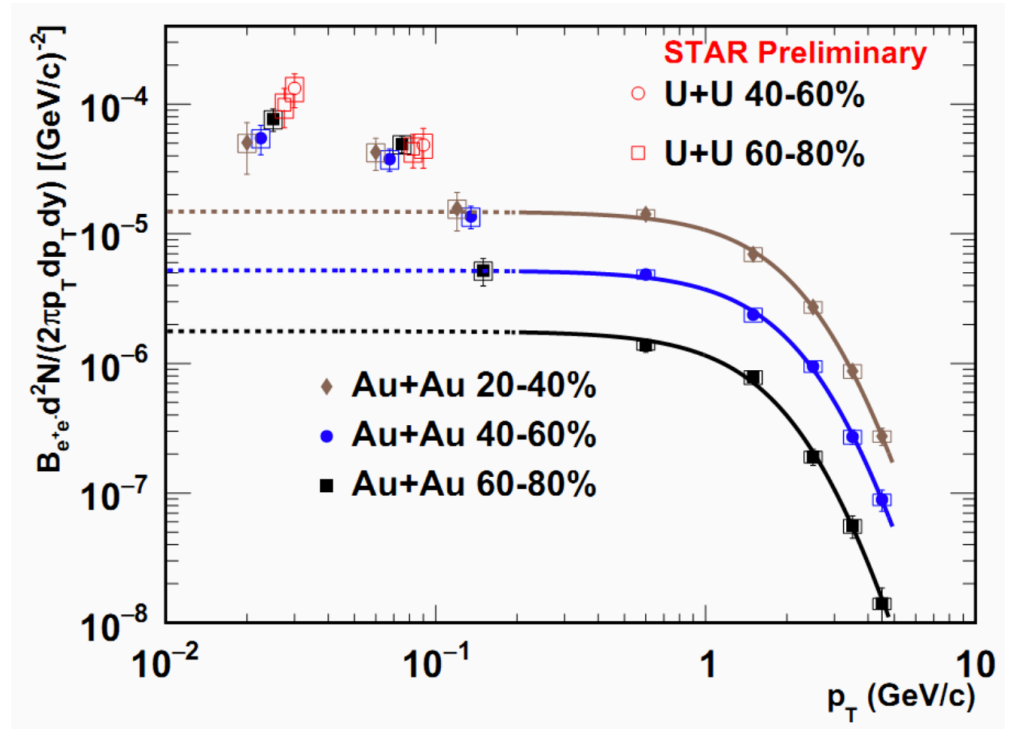 B_{e⁺e⁻}d²N/(2πp_T dp_T dy) [(GeV/c)⁻²]
10⁻⁴
10⁻⁵
10⁻⁶
10⁻⁷
10⁻⁸
STAR Preliminary
U+U 40-60%
U+U 60-80%
Au+Au 20-40%
Au+Au 40-60%
Au+Au 60-80%
10⁻² 10⁻¹ 1 10
p_T (GeV/c)